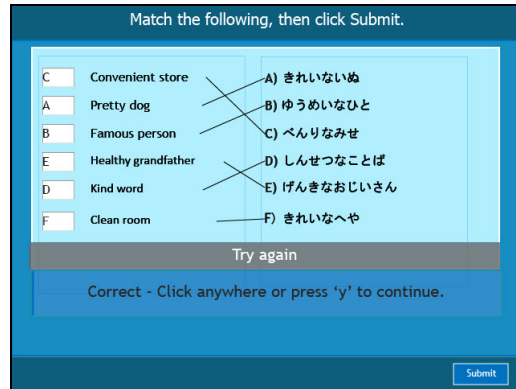 Match the following, then click Submit.
C Convenient store A) きれいないぬ
A Pretty dog B) ゆうめいなひと
B Famous person C) べんりなみせ
E Healthy grandfather D) しんせつなことば
D Kind word E) げんきなおじいさん
F Clean room F) きれいなへや
Try again
Correct - Click anywhere or press ‘y’ to continue.
Submit